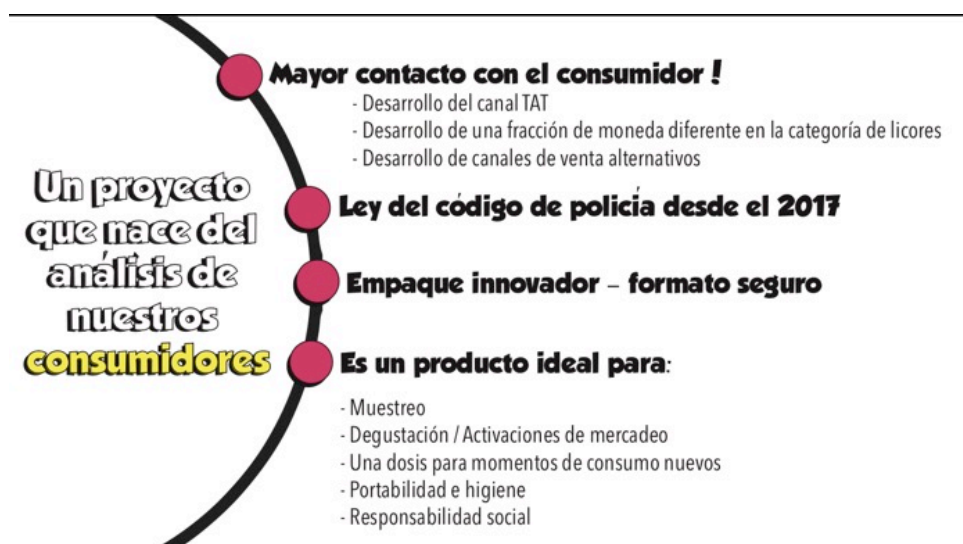 Un proyecto
que nace del
análisis de
nuestros
consumidores
Mayor contacto con el consumidor !
- Desarrollo del canal TAT
- Desarrollo de una fracción de moneda diferente en la categoría de licores
- Desarrollo de canales de venta alternativos
Ley del código de policía desde el 2017
Empaque innovador – formato seguro
Es un producto ideal para:
- Muestreo
- Degustación / Activaciones de mercadeo
- Una dosis para momentos de consumo nuevos
- Portabilidad e higiene
- Responsabilidad social